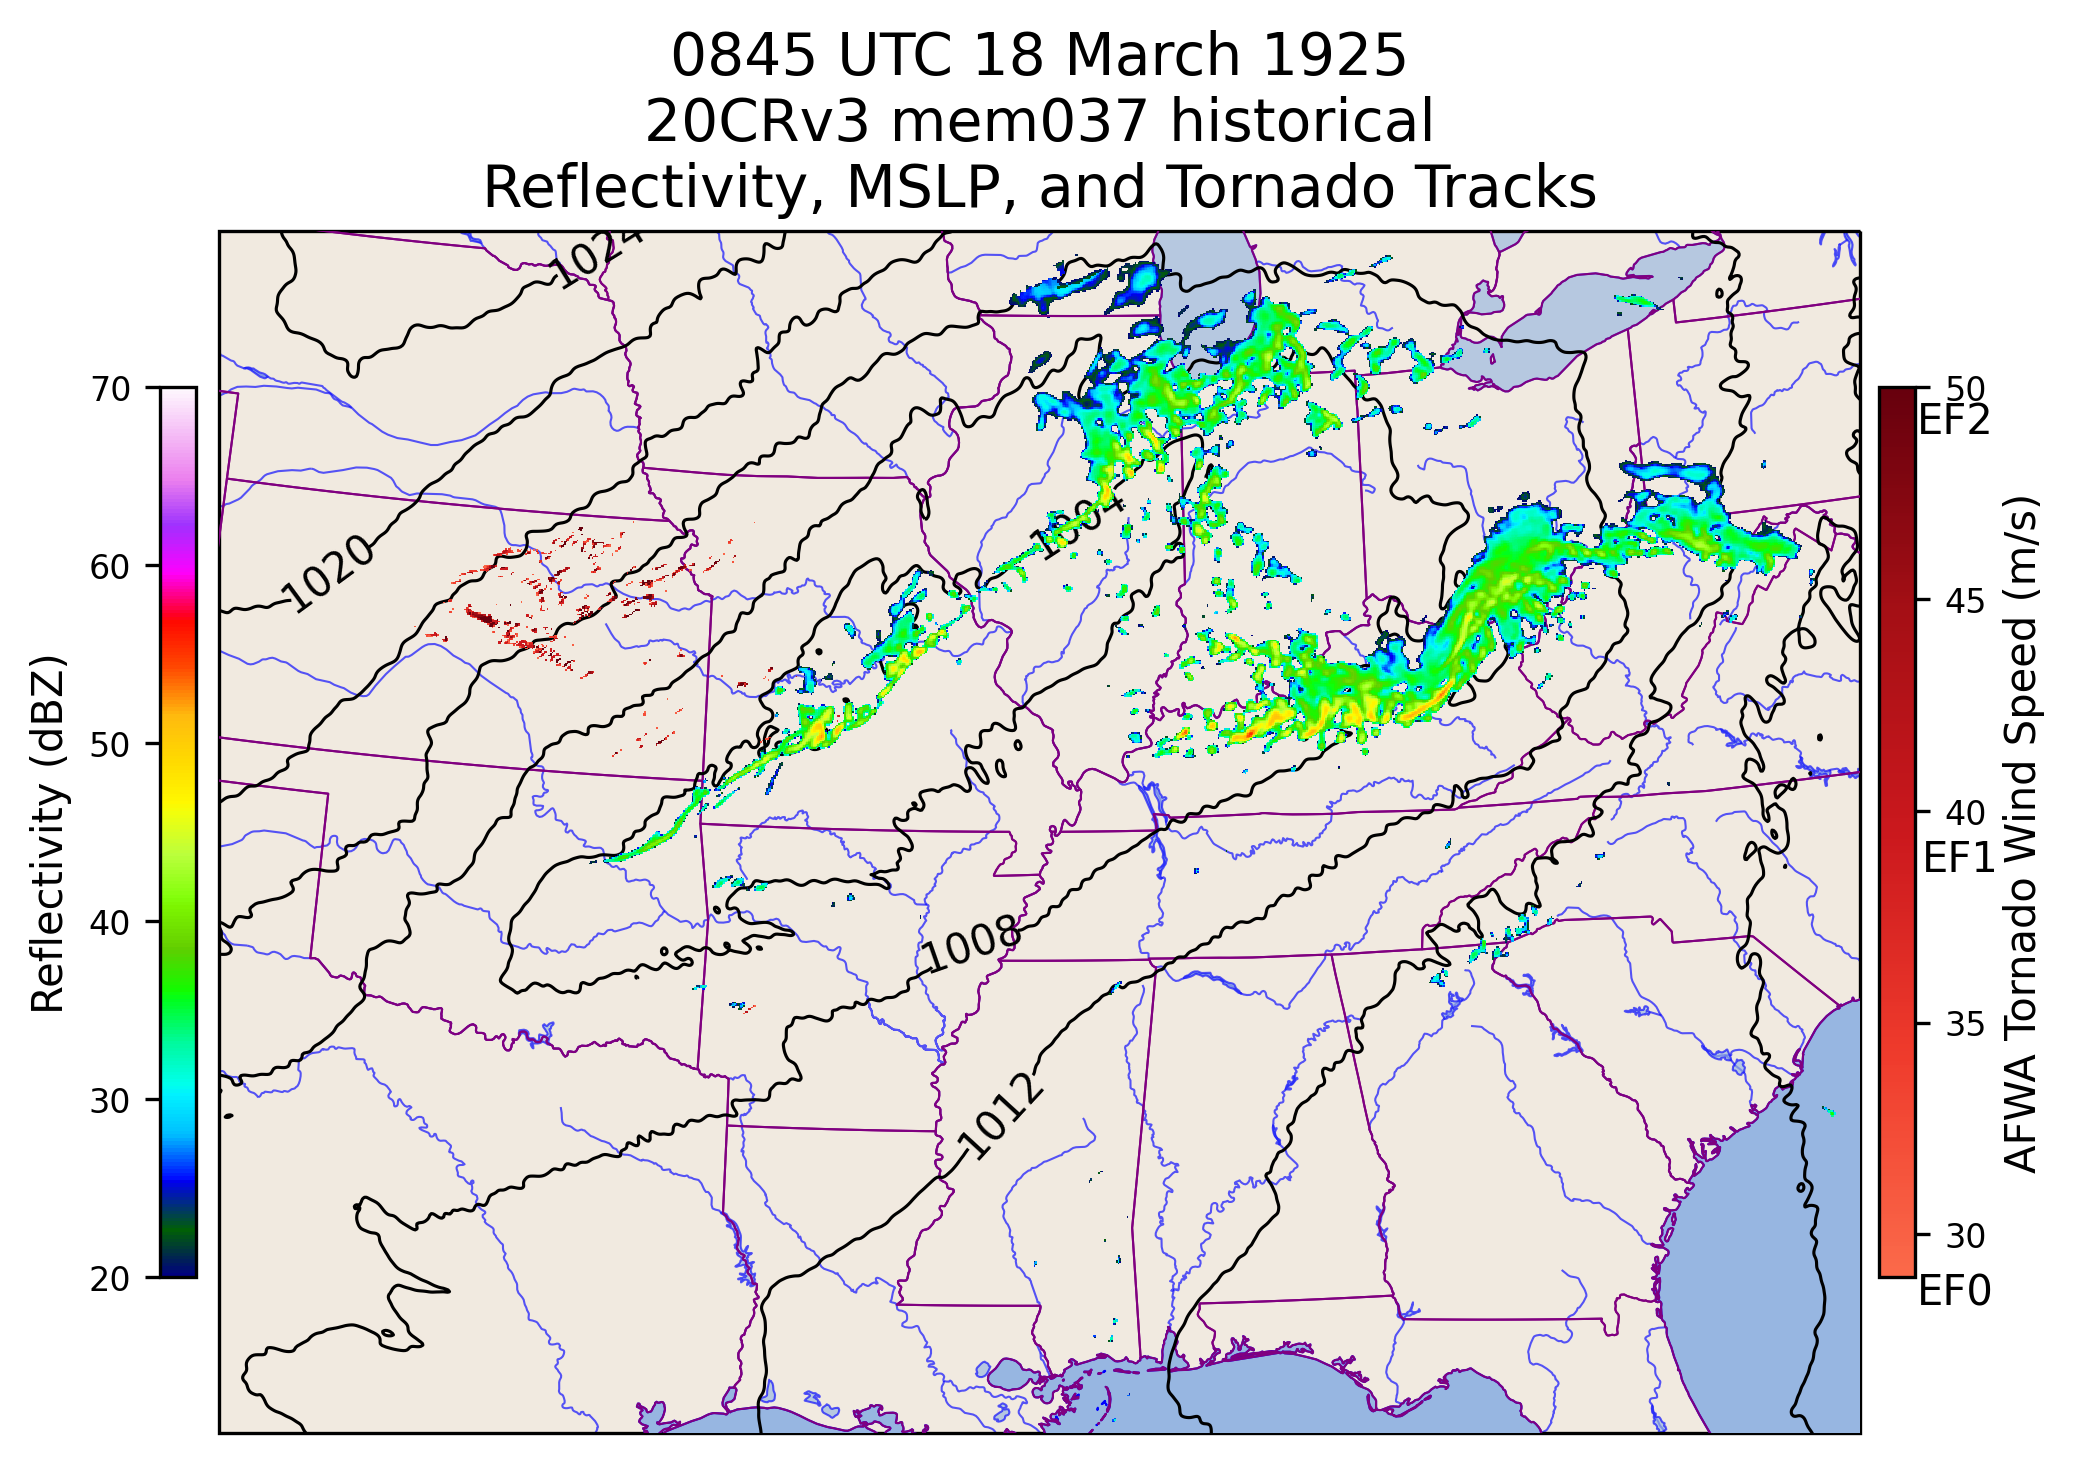 0845 UTC 18 March 1925
20CRv3 mem037 historical
Reflectivity, MSLP, and Tornado Tracks
1024
1020
1004
1008
1012
70
60
50
40
30
20
Reflectivity (dBZ)
50
EF2
45
40
EF1
35
30
EF0
AFWA Tornado Wind Speed (m/s)